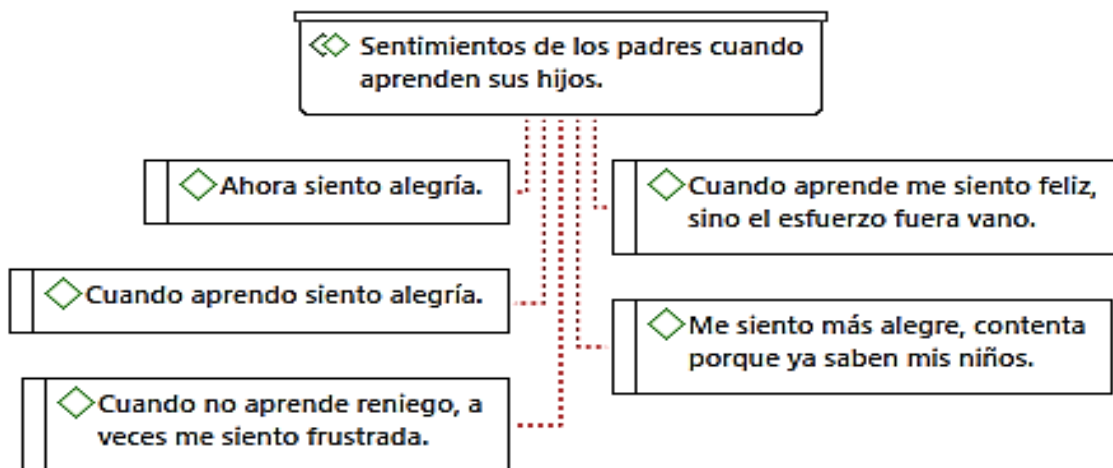 Sentimientos de los padres cuando
aprenden sus hijos.
Ahora siento alegría.
Cuando aprendo siento alegría.
Cuando no aprende reniego, a
veces me siento frustrada.
Cuando aprende me siento feliz,
sino el esfuerzo fuera vano.
Me siento más alegre, contenta
porque ya saben mis niños.